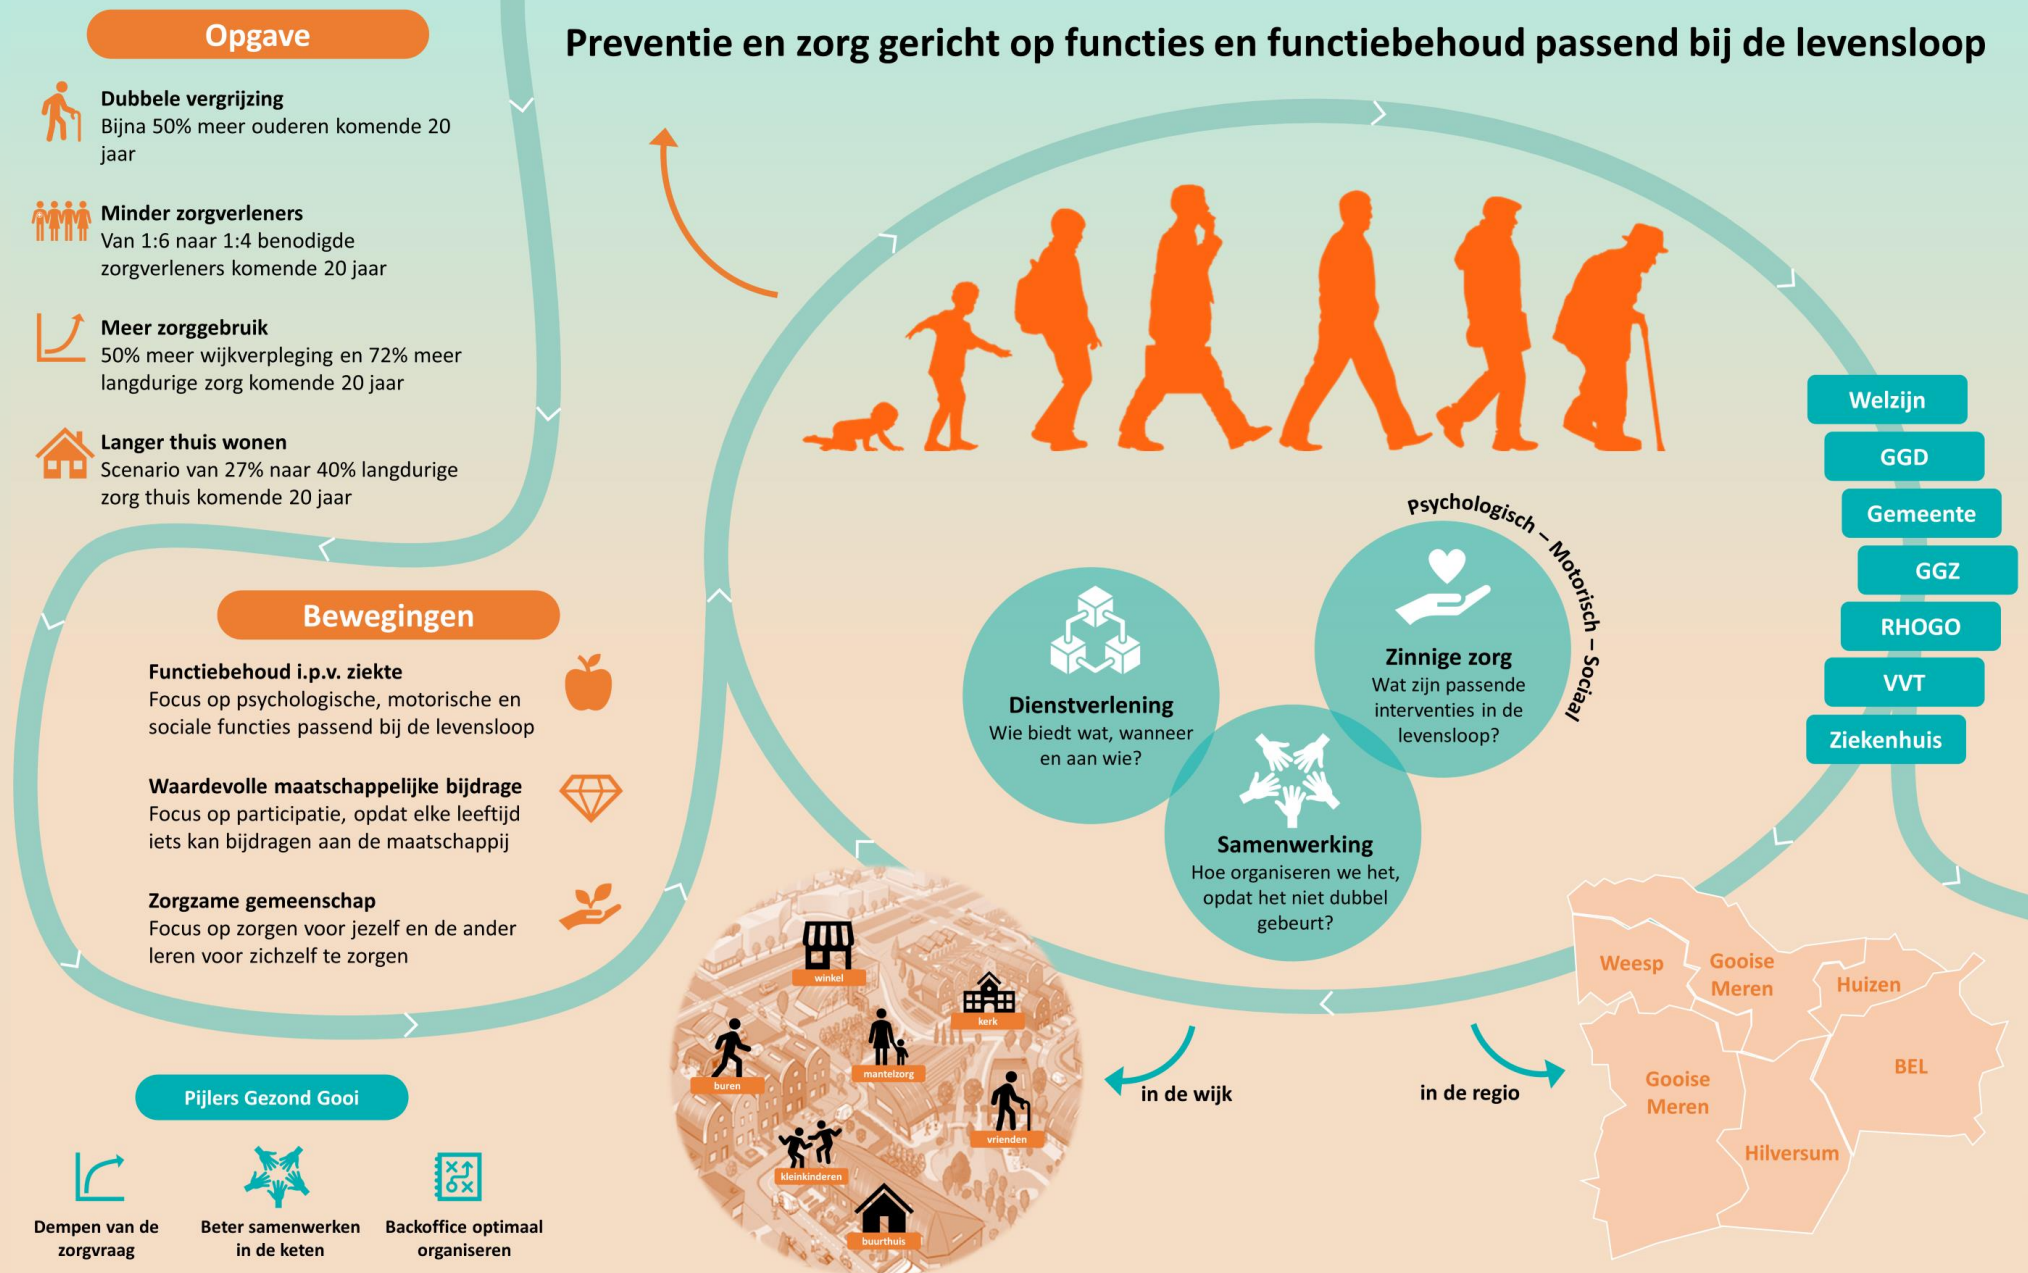 Opgave
Dubbele vergrijzing
Bijna 50% meer ouderen komende 20
jaar
Minder zorgverleners
Van 1:6 naar 1:4 benodigde
zorgverleners komende 20 jaar
Meer zorggebruik
50% meer wijkverpleging en 72% meer
langdurige zorg komende 20 jaar
Langer thuis wonen
Scenario van 27% naar 40% langdurige
zorg thuis komende 20 jaar
Bewegingen
Functiebehoud i.p.v. ziekte
Focus op psychologische, motorische en
sociale functies passend bij de levensloop
Waardevolle maatschappelijke bijdrage
Focus op participatie, opdat elke leeftijd
iets kan bijdragen aan de maatschappij
Zorgzame gemeenschap
Focus op zorgen voor jezelf en de ander
leren voor zichzelf te zorgen
Pijlers Gezond Gooi
Dempen van de
zorgvraag
Beter samenwerken
in de keten
Backoffice optimaal
organiseren
Preventie en zorg gericht op functies en functiebehoud passend bij de levensloop
Psychologisch – Motorisch – Sociaal
Dienstverlening
Wie biedt wat, wanneer
en aan wie?
Zinnige zorg
Wat zijn passende
interventies in de
levensloop?
Samenwerking
Hoe organiseren we het,
opdat het niet dubbel
gebeurt?
Welzijn
GGD
Gemeente
GGZ
RHOGO
VVT
Ziekenhuis
winkel
kerk
buren
mantelzorg
vrienden
kleinkinderen
buurthuis
in de wijk
in de regio
Weesp
Gooise
Meren
Huizen
BEL
Gooise
Meren
Hilversum